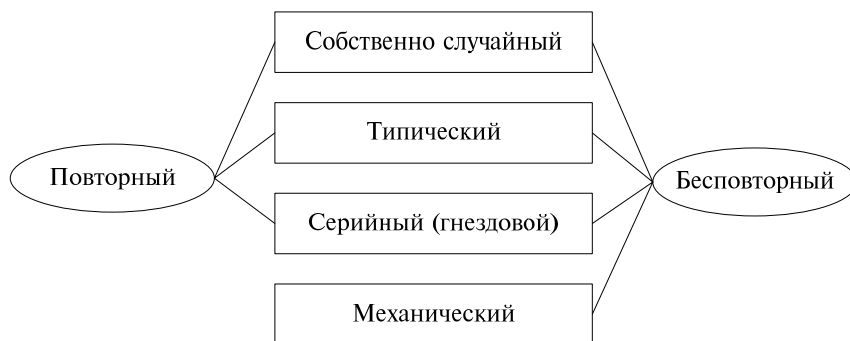 Собственно случайный
Типический
Повторный
Бесповторный
Серийный (гнездовой)
Механический